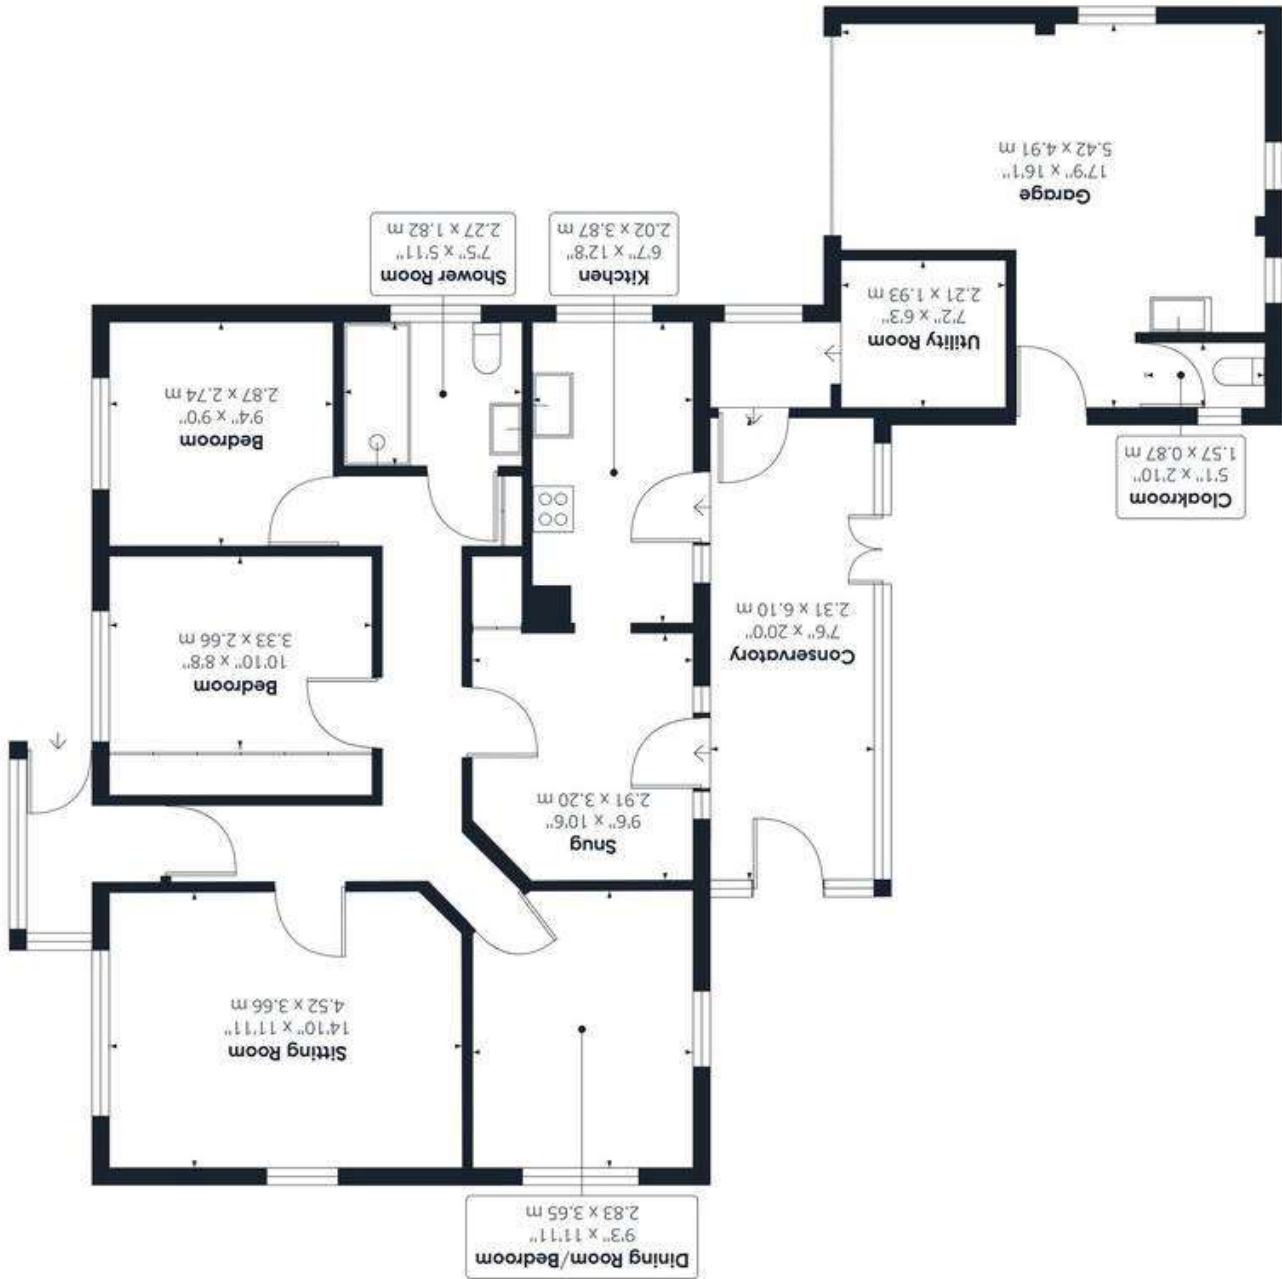 Dining Room/Bedroom
9'3" x 11'11"
2.83 x 3.65 m
Sitting Room
14'10" x 11'11"
4.52 x 3.66 m
Snug
9'6" x 10'6"
2.91 x 3.20 m
Bedroom
10'10" x 8'8"
3.33 x 2.66 m
Conservatory
7'6" x 20'0"
2.31 x 6.10 m
Cloakroom
5'1" x 2'10"
1.57 x 0.87 m
Bedroom
9'4" x 9'0"
2.87 x 2.74 m
Utility Room
7'2" x 6'3"
2.21 x 1.93 m
Kitchen
6'7" x 12'8"
2.02 x 3.87 m
Shower Room
7'5" x 5'11"
2.27 x 1.82 m
Garage
17'9" x 16'1"
5.42 x 4.91 m